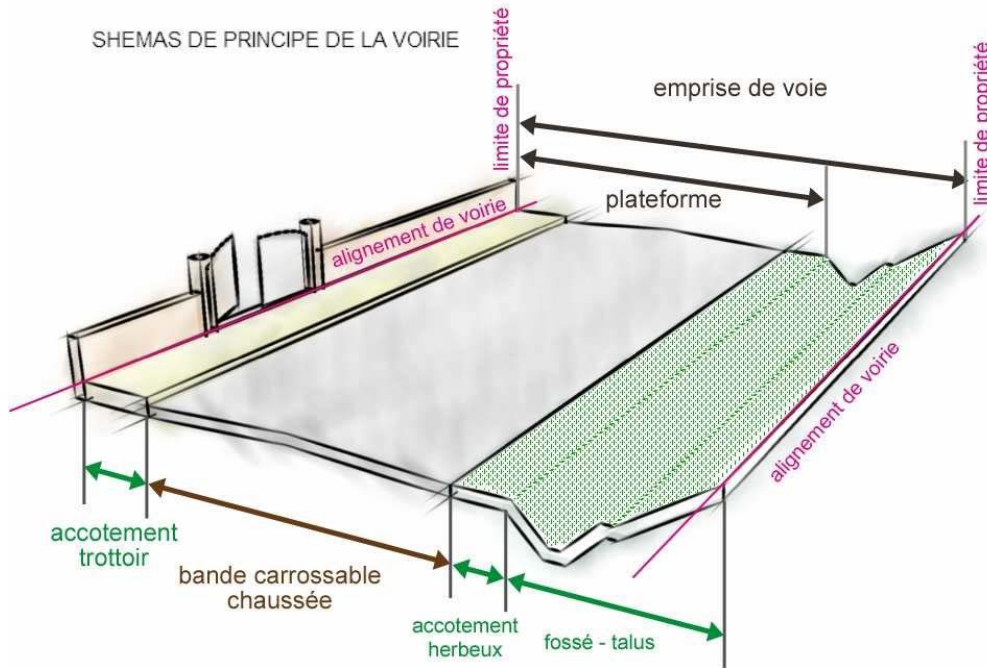 SHEMAS DE PRINCIPE DE LA VOIRIE
limite de propriété
limite de propriété
emprise de voie
plateforme
alignement de voirie
alignement de voirie
accotement
trottoir
bande carrossable
chaussée
accotement
herbeux
fossé - talus